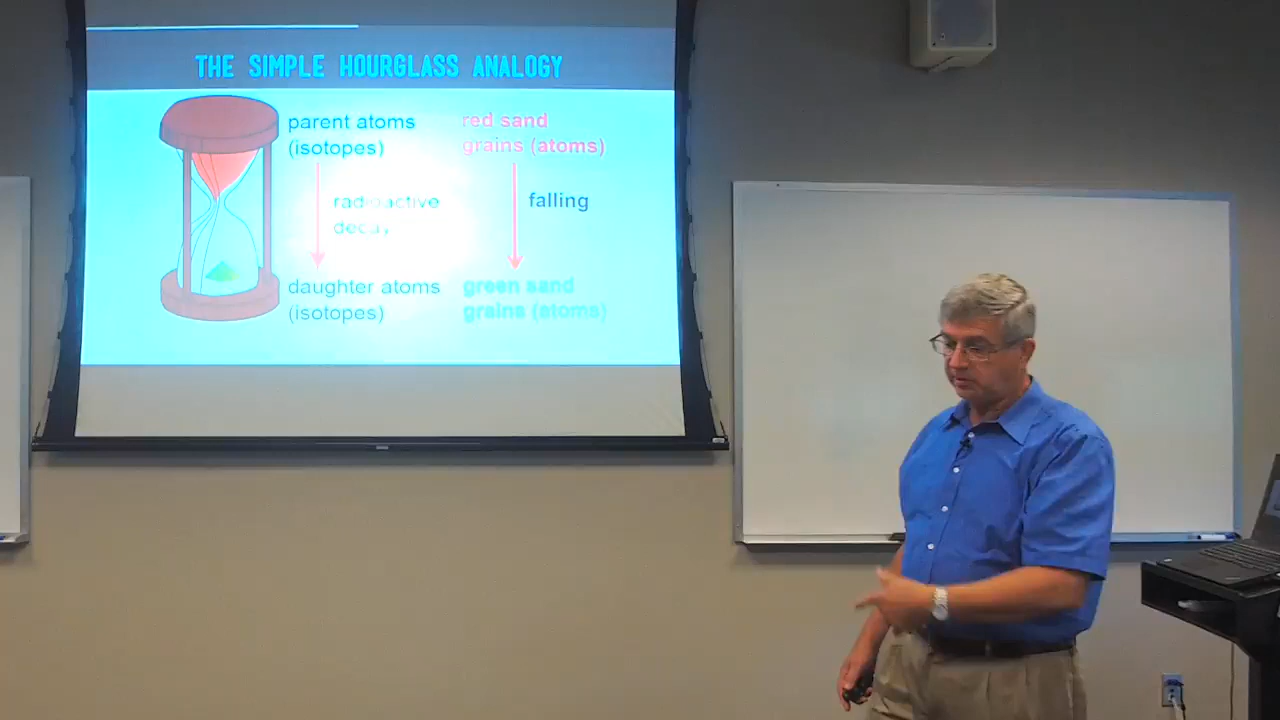 THE SIMPLE HOURGLASS ANALOGY
parent atoms
(isotopes)
red sand
grains (atoms)
radioactive
decay
falling
daughter atoms
(isotopes)
green sand
grains (atoms)